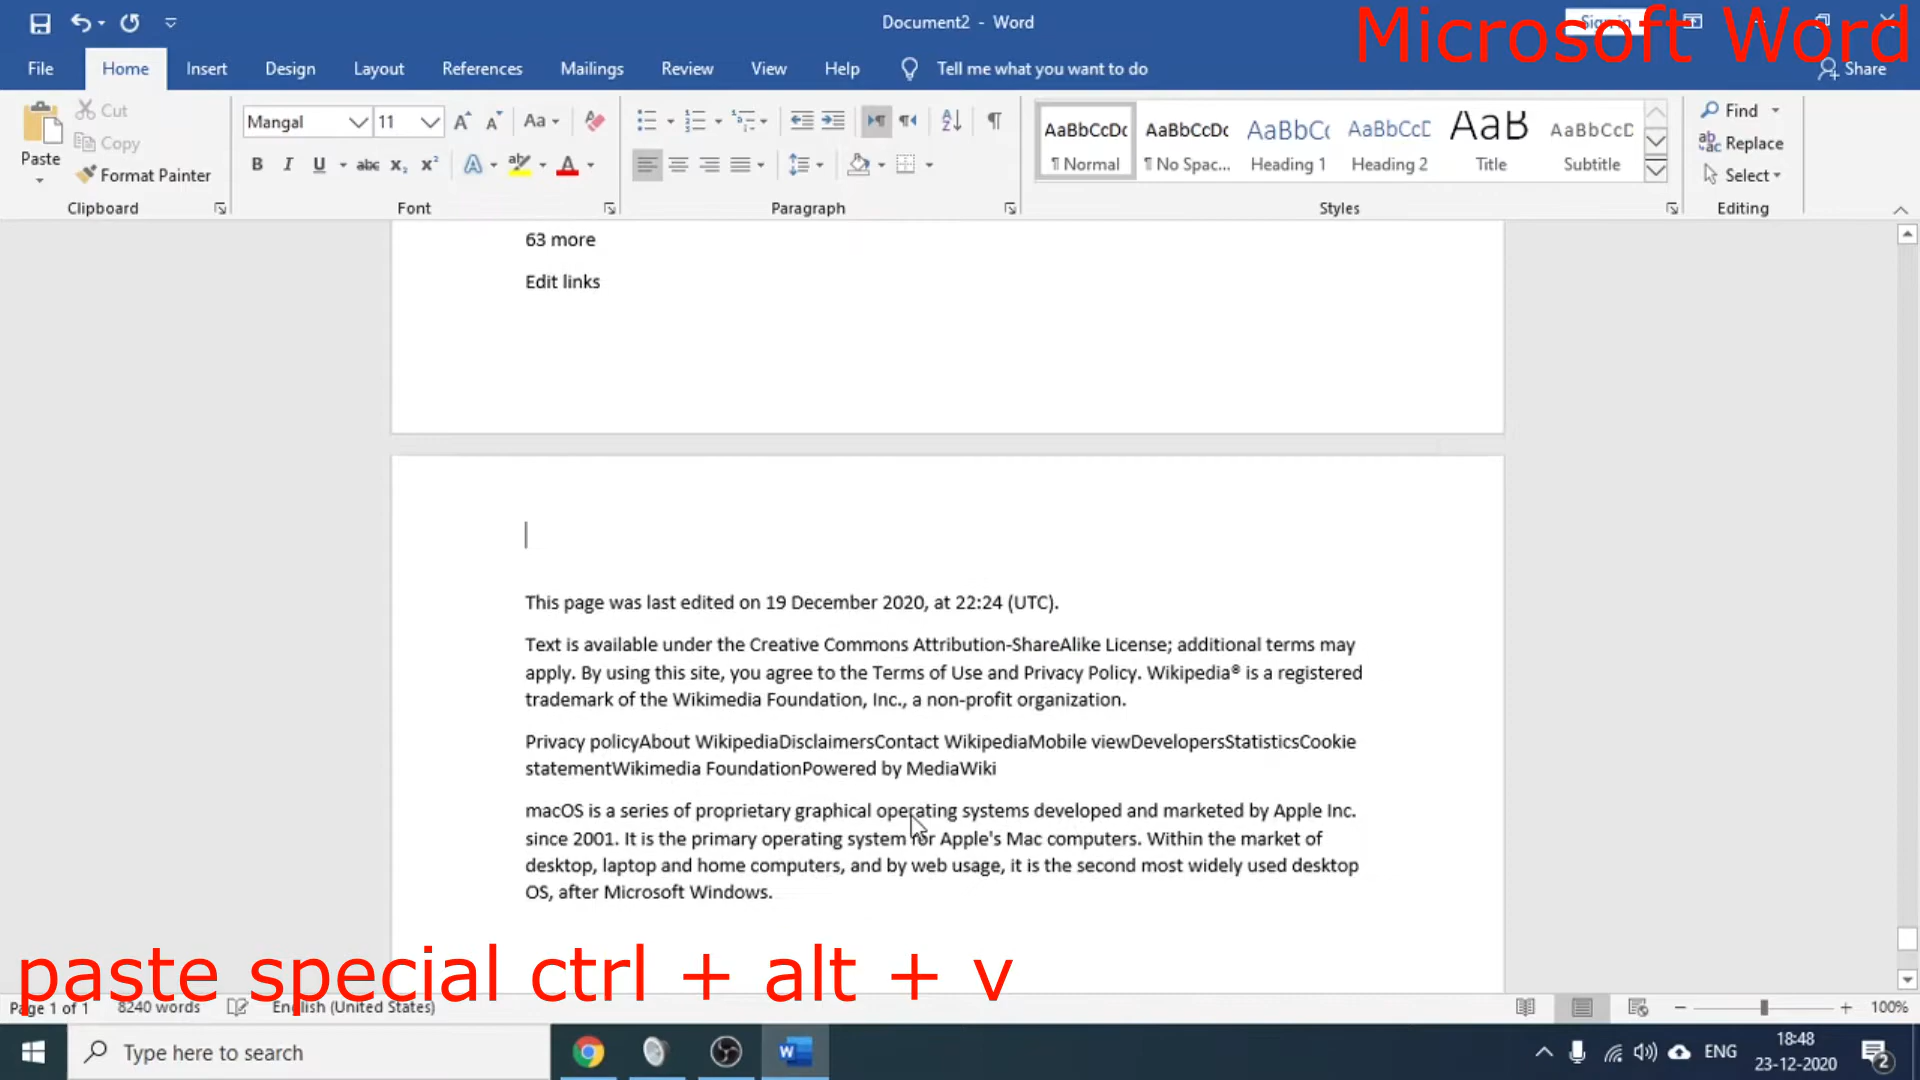 Document2 - Word
Sign in
Microsoft Word
File Home Insert Design Layout References Mailings Review View Help Tell me what you want to do Share
Paste
Cut
Copy
Format Painter
Clipboard
Mangal 11
Aa
B I U abc x₂ x²
A A
Font
Paragraph
AaBbCcDc AaBbCcDc AaBbC AaBbCcD AaB AaBbCcD
¶ Normal ¶ No Spac... Heading 1 Heading 2 Title Subtitle
Styles
Find
Replace
Select
Editing
63 more
Edit links
This page was last edited on 19 December 2020, at 22:24 (UTC).
Text is available under the Creative Commons Attribution-ShareAlike License; additional terms may
apply. By using this site, you agree to the Terms of Use and Privacy Policy. Wikipedia® is a registered
trademark of the Wikimedia Foundation, Inc., a non-profit organization.
Privacy policyAbout WikipediaDisclaimersContact WikipediaMobile viewDevelopersStatisticsCookie
statementWikimedia FoundationPowered by MediaWiki
macOS is a series of proprietary graphical operating systems developed and marketed by Apple Inc.
since 2001. It is the primary operating system for Apple's Mac computers. Within the market of
desktop, laptop and home computers, and by web usage, it is the second most widely used desktop
OS, after Microsoft Windows.
paste special ctrl + alt + v
Page 1 of 1 8240 words English (United States) 100%
Type here to search
ENG
18:48
23-12-2020
2